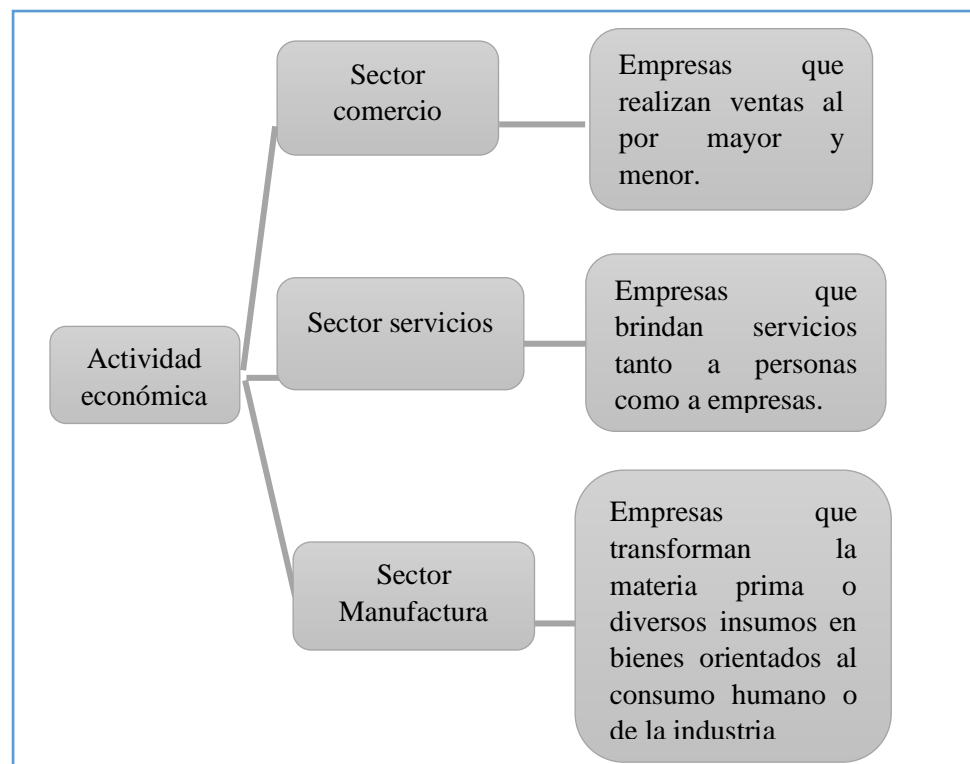 Actividad
económica
Sector
comercio
Empresas que
realizan ventas al
por mayor y
menor.
Sector servicios
Empresas que
brindan servicios
tanto a personas
como a empresas.
Sector
Manufactura
Empresas que
transforman la
materia prima o
diversos insumos en
bienes orientados al
consumo humano o
de la industria